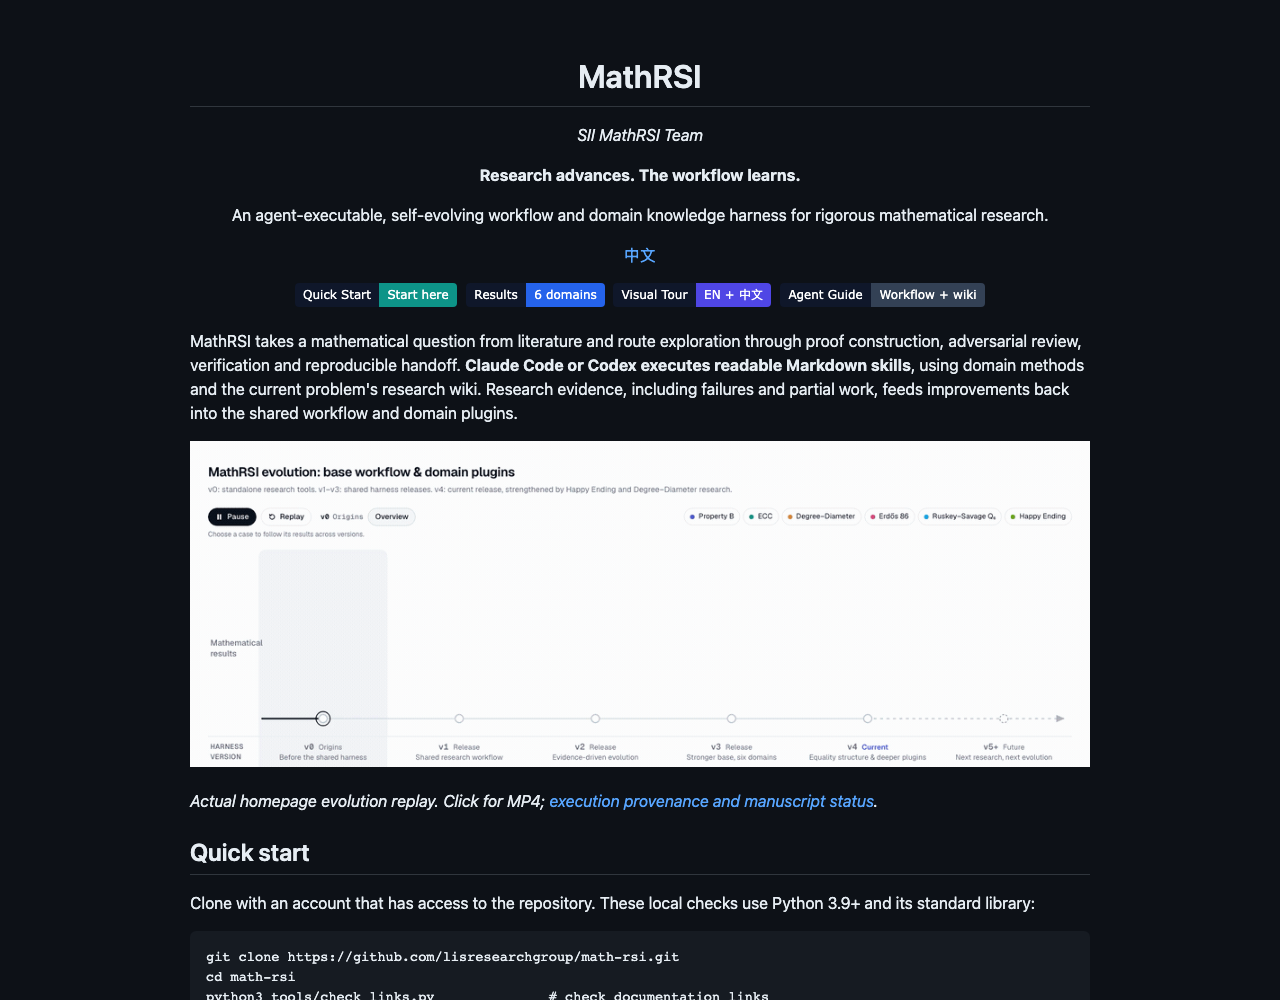 MathRSI
SII MathRSI Team
Research advances. The workflow learns.
An agent-executable, self-evolving workflow and domain knowledge harness for rigorous mathematical research.
中文
Quick Start Start here Results 6 domains Visual Tour EN + 中文 Agent Guide Workflow + wiki
MathRSI takes a mathematical question from literature and route exploration through proof construction, adversarial review,
verification and reproducible handoff. Claude Code or Codex executes readable Markdown skills, using domain methods
and the current problem's research wiki. Research evidence, including failures and partial work, feeds improvements back
into the shared workflow and domain plugins.
MathRSI evolution: base workflow & domain plugins
v0: standalone research tools. v1–v3: shared harness releases. v4: current release, strengthened by Happy Ending and Degree–Diameter research.
Pause Replay v0 Origins Overview Property B ECC Degree–Diameter Erdős 86 Ruskey–Savage Q₆ Happy Ending
Choose a case to follow its results across versions.
Mathematical
results
HARNESS
VERSION
v0 Origins v1 Release v2 Release v3 Release v4 Current v5+ Future
Before the shared harness Shared research workflow Evidence-driven evolution Stronger base, six domains Equality structure & deeper plugins Next research, next evolution
Actual homepage evolution replay. Click for MP4; execution provenance and manuscript status.
Quick start
Clone with an account that has access to the repository. These local checks use Python 3.9+ and its standard library:
git clone https://github.com/lisresearchgroup/math-rsi.git
cd math-rsi
python3 tools/check_links.py # check documentation links